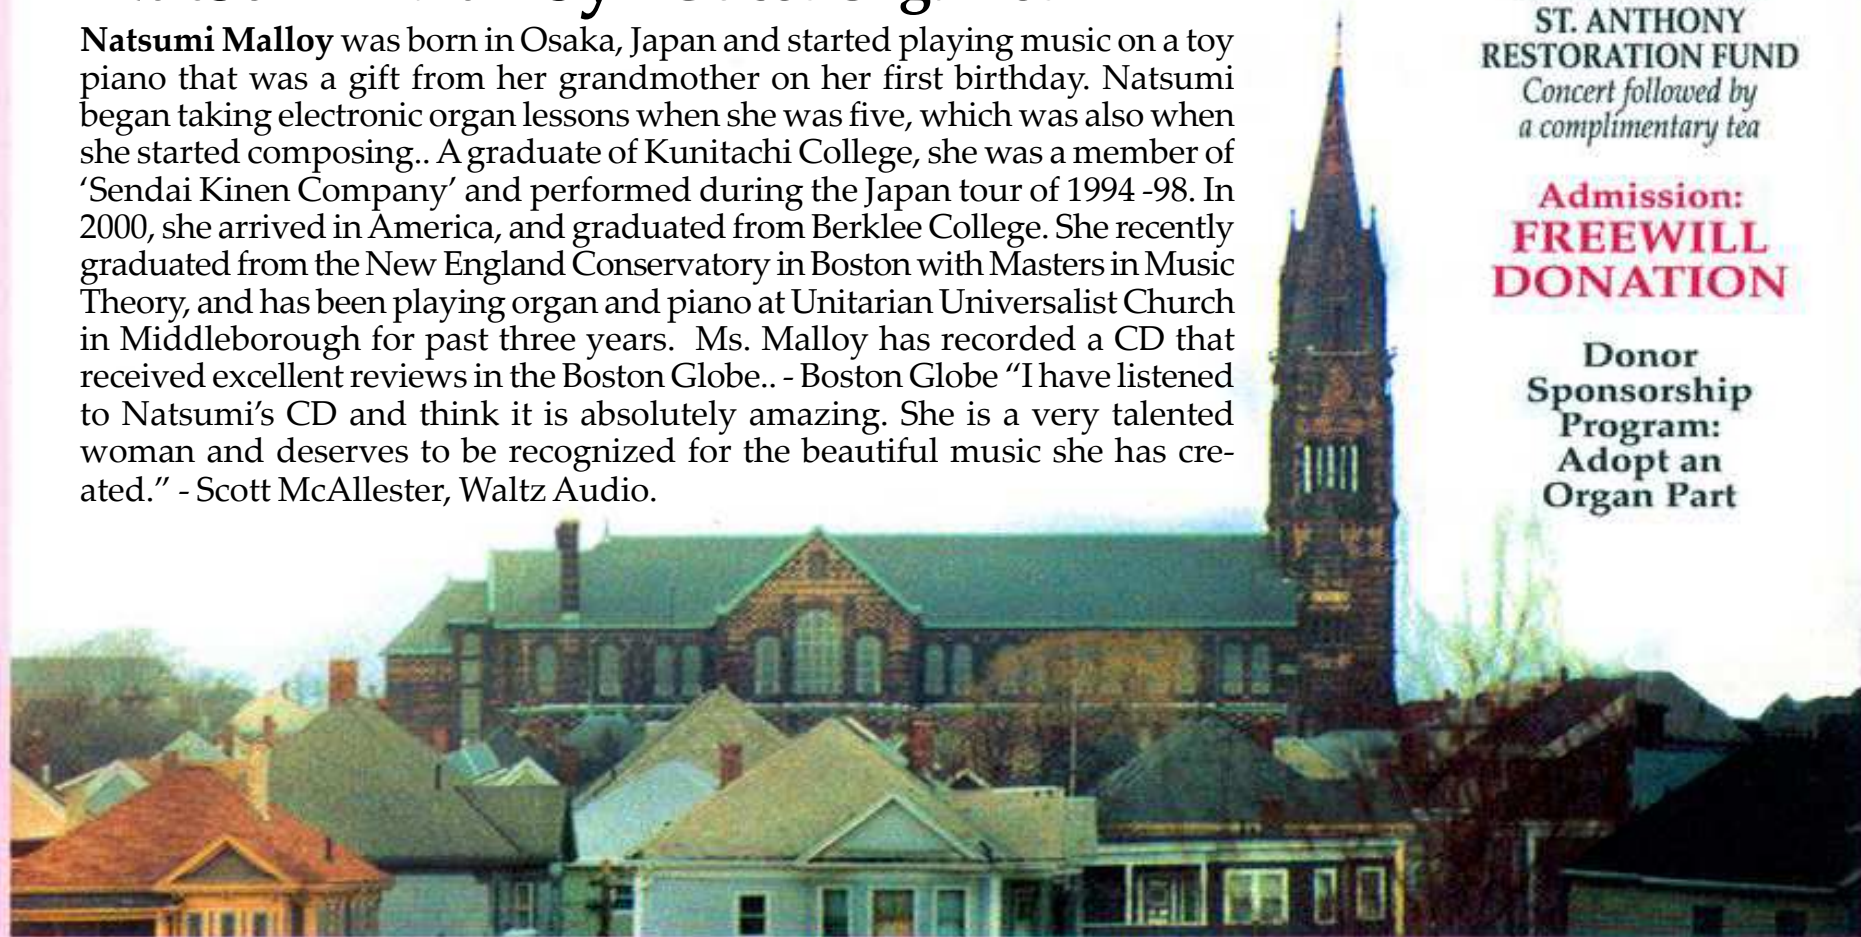 Natsumi Malloy was born in Osaka, Japan and started playing music on a toy
piano that was a gift from her grandmother on her first birthday. Natsumi
began taking electronic organ lessons when she was five, which was also when
she started composing.. A graduate of Kunitachi College, she was a member of
‘Sendai Kinen Company’ and performed during the Japan tour of 1994 -98. In
2000, she arrived in America, and graduated from Berklee College. She recently
graduated from the New England Conservatory in Boston with Masters in Music
Theory, and has been playing organ and piano at Unitarian Universalist Church
in Middleborough for past three years. Ms. Malloy has recorded a CD that
received excellent reviews in the Boston Globe.. - Boston Globe “I have listened
to Natsumi’s CD and think it is absolutely amazing. She is a very talented
woman and deserves to be recognized for the beautiful music she has cre-
ated.” - Scott McAllester, Waltz Audio.
ST. ANTHONY
RESTORATION FUND
Concert followed by
a complimentary tea
Admission:
FREEWILL
DONATION
Donor
Sponsorship
Program:
Adopt an
Organ Part